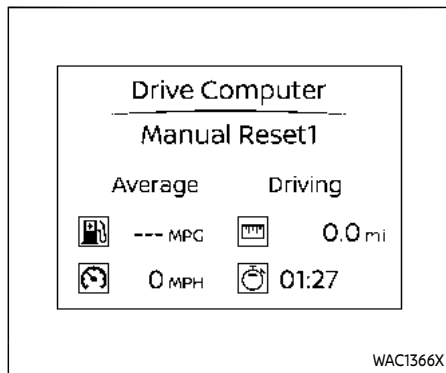 Drive Computer
Manual Reset1
Average Driving
--- MPG 0.0 mi
0 MPH 01:27
WAC1366X